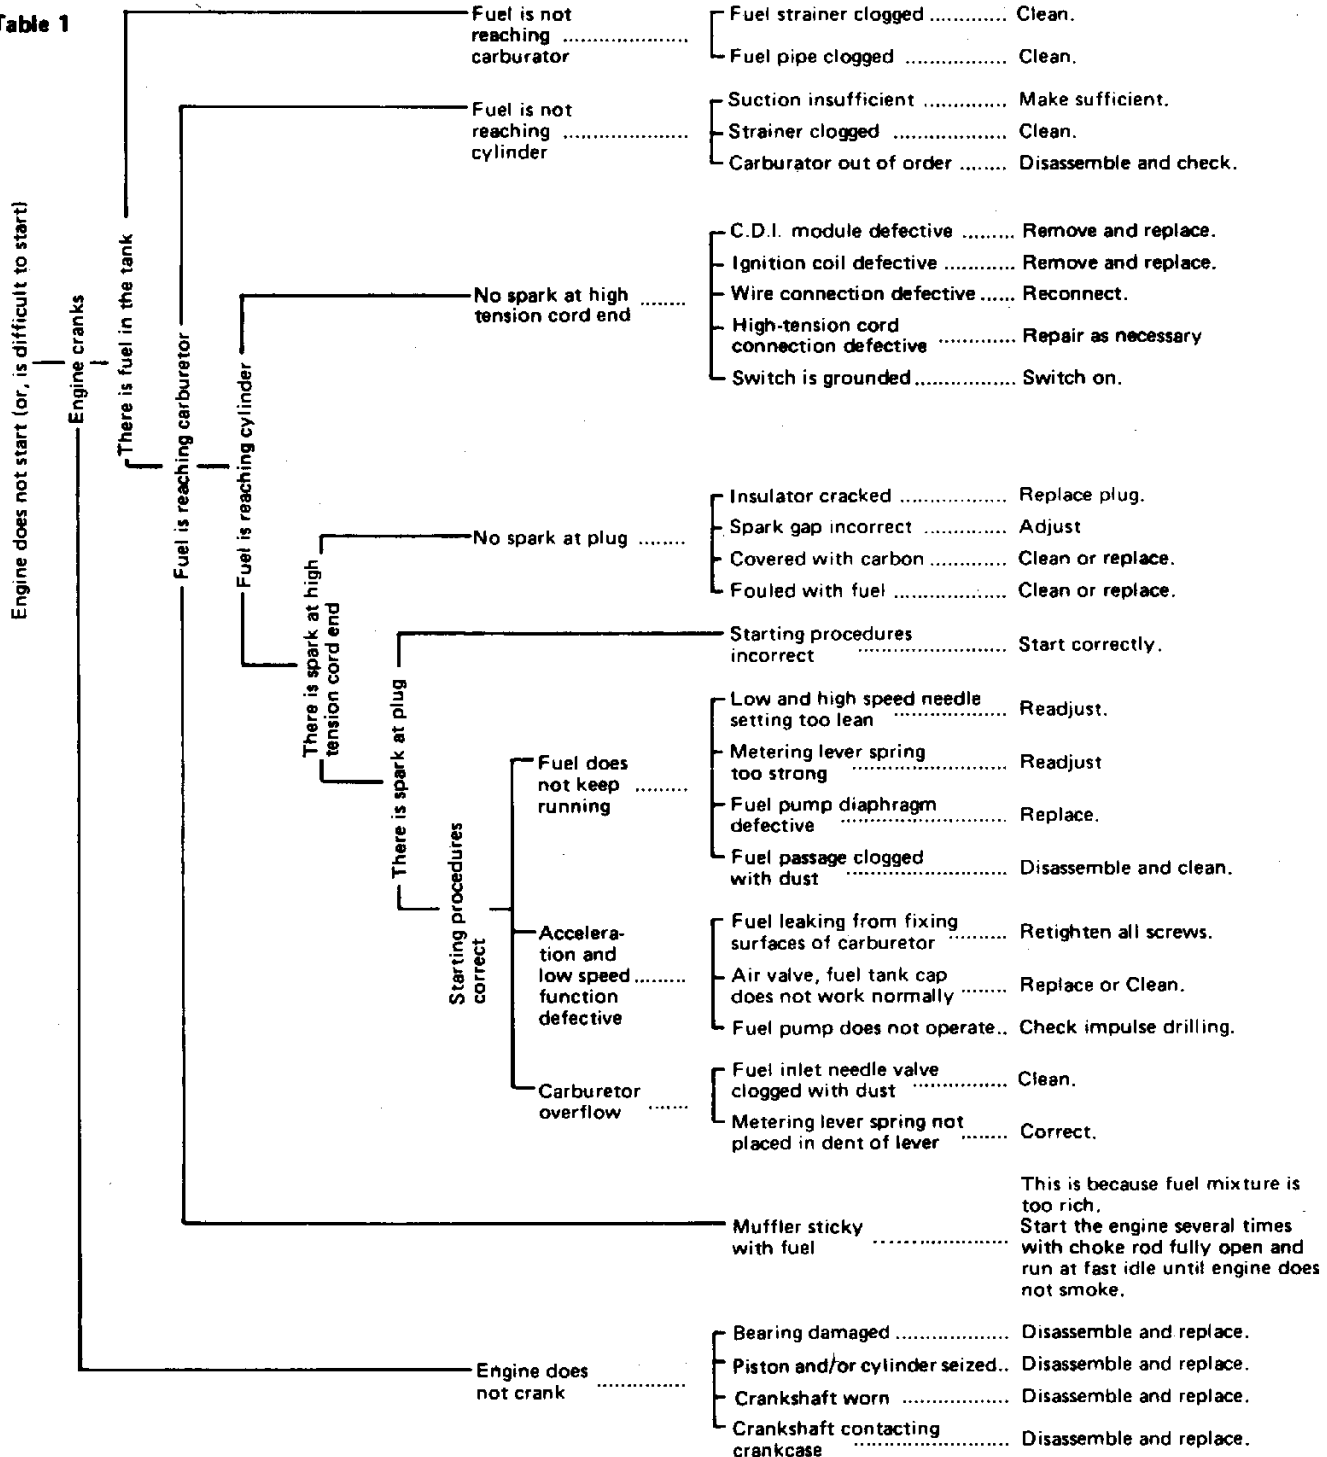 Table 1
Engine does not start (or, is difficult to start)
Engine cranks
There is fuel in the tank
Fuel is not
reaching .....................
carburator
Fuel strainer clogged ............. Clean.
Fuel pipe clogged ................. Clean.
Fuel is reaching carburetor
Fuel is not
reaching .....................
cylinder
Suction insufficient .............. Make sufficient.
Strainer clogged ................... Clean.
Carburator out of order ........ Disassemble and check.
Fuel is reaching cylinder
No spark at high ........
tension cord end
C.D.I. module defective ......... Remove and replace.
Ignition coil defective ............ Remove and replace.
Wire connection defective ...... Reconnect.
High-tension cord
connection defective ............. Repair as necessary
Switch is grounded ................. Switch on.
There is spark at high
tension cord end
No spark at plug ........
Insulator cracked .................. Replace plug.
Spark gap incorrect .............. Adjust
Covered with carbon ............. Clean or replace.
Fouled with fuel ................... Clean or replace.
There is spark at plug
Starting procedures
incorrect ......................... Start correctly.
Starting procedures
correct
Fuel does
not keep .........
running
Low and high speed needle
setting too lean ................... Readjust.
Metering lever spring
too strong .......................... Readjust
Fuel pump diaphragm
defective ............................ Replace.
Fuel passage clogged
with dust ........................... Disassemble and clean.
Accelera-
tion and
low speed .........
function
defective
Fuel leaking from fixing
surfaces of carburetor .......... Retighten all screws.
Air valve, fuel tank cap
does not work normally ........ Replace or Clean.
Fuel pump does not operate.. Check impulse drilling.
Carburetor
overflow .......
Fuel inlet needle valve
clogged with dust ................ Clean.
Metering lever spring not
placed in dent of lever ........ Correct.
Muffler sticky
with fuel .......................
This is because fuel mixture is
too rich.
Start the engine several times
with choke rod fully open and
run at fast idle until engine does
not smoke.
Engine does
not crank ...............
Bearing damaged ................... Disassemble and replace.
Piston and/or cylinder seized.. Disassemble and replace.
Crankshaft worn .................. Disassemble and replace.
Crankshaft contacting
crankcase .......................... Disassemble and replace.